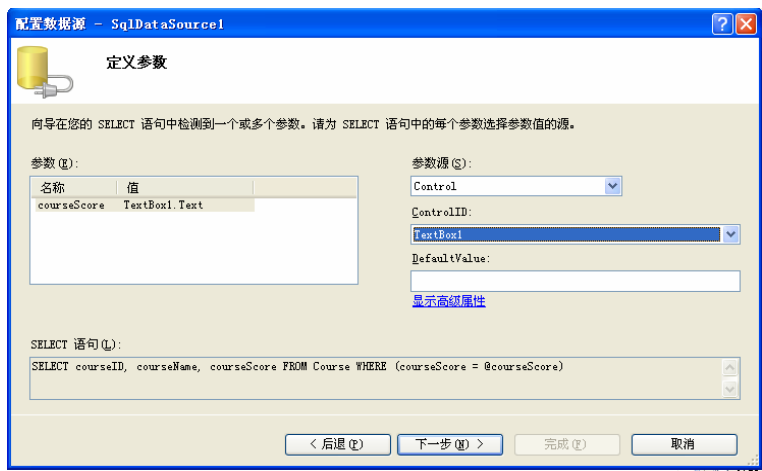 配置数据源 - SqlDataSource1
定义参数
向导在您的 SELECT 语句中检测到一个或多个参数。请为 SELECT 语句中的每个参数选择参数值的源。
参数(E):
名称 值
courseScore TextBox1.Text
参数源(S):
Control
ControlID:
TextBox1
DefaultValue:
显示高级属性
SELECT 语句(L):
SELECT courseID, courseName, courseScore FROM Course WHERE (courseScore = @courseScore)
< 后退(P)
下一步(N) >
完成(F)
取消